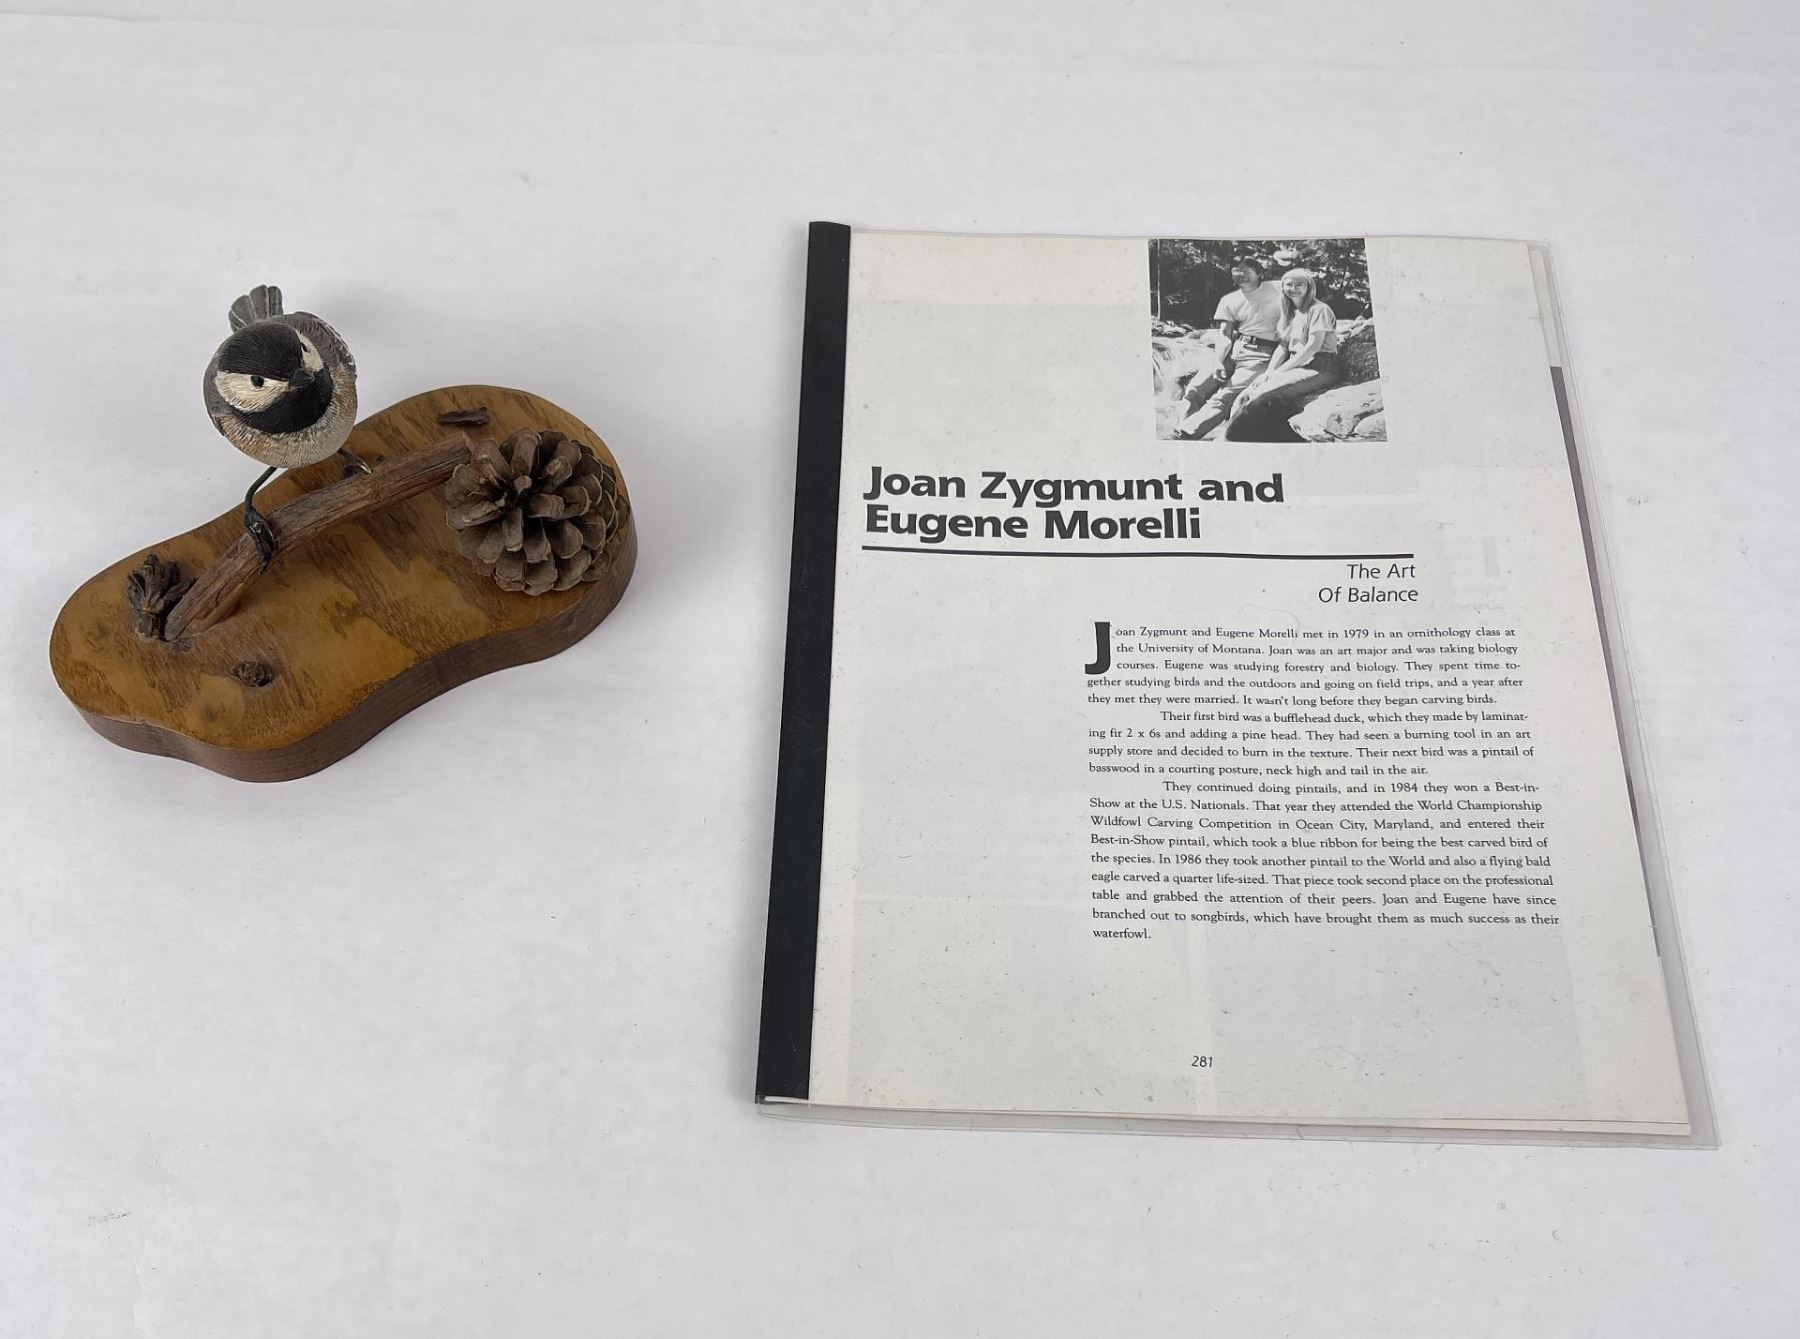 Joan Zygmunt and
Eugene Morelli
The Art
Of Balance
Joan Zygmunt and Eugene Morelli met in 1979 in an ornithology class at
the University of Montana. Joan was an art major and was taking biology
courses. Eugene was studying forestry and biology. They spent time to-
gether studying birds and the outdoors and going on field trips, and a year after
they met they were married. It wasn't long before they began carving birds.
Their first bird was a bufflehead duck, which they made by laminat-
ing fir 2 x 6s and adding a pine head. They had seen a burning tool in an art
supply store and decided to burn in the texture. Their next bird was a pintail of
basswood in a courting posture, neck high and tail in the air.
They continued doing pintails, and in 1984 they won a Best-in-
Show at the U.S. Nationals. That year they attended the World Championship
Wildfowl Carving Competition in Ocean City, Maryland, and entered their
Best-in-Show pintail, which took a blue ribbon for being the best carved bird of
the species. In 1986 they took another pintail to the World and also a flying bald
eagle carved a quarter life-sized. That piece took second place on the professional
table and grabbed the attention of their peers. Joan and Eugene have since
branched out to songbirds, which have brought them as much success as their
waterfowl.
281